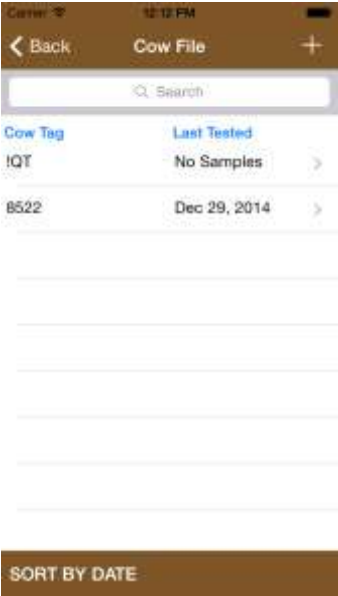 Carrier 12:12 PM
Back Cow File +
Search
Cow Tag Last Tested
!QT No Samples
8522 Dec 29, 2014
SORT BY DATE